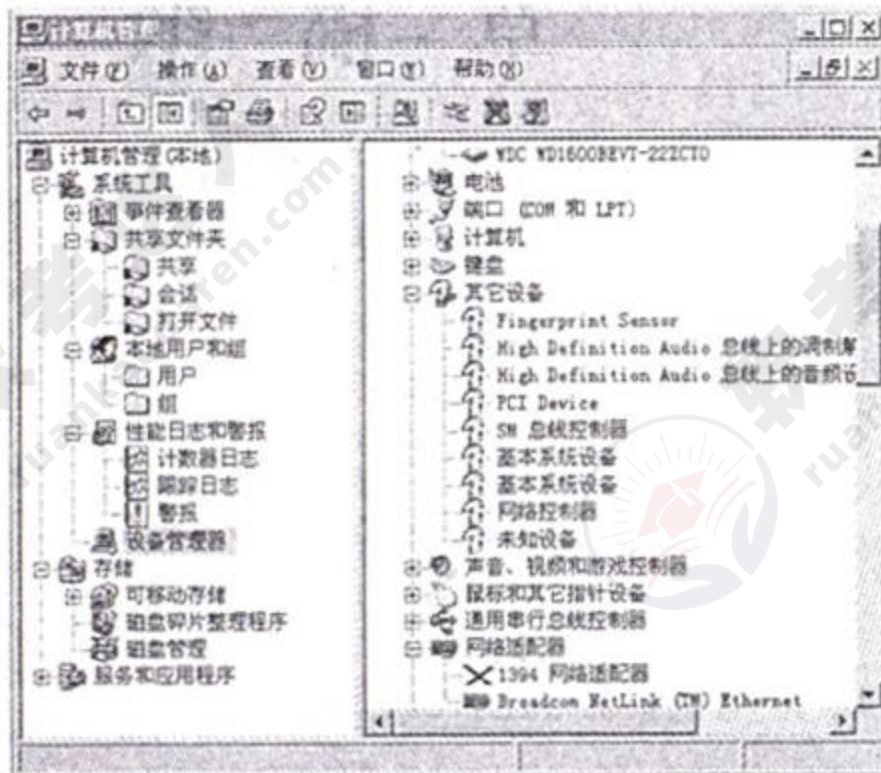 计算机管理
文件(F) 操作(A) 查看(V) 窗口(W) 帮助(H)
计算机管理(本地)
系统工具
事件查看器
共享文件夹
共享
会话
打开文件
本地用户和组
用户
组
性能日志和警报
计数器日志
跟踪日志
警报
设备管理器
存储
可移动存储
磁盘碎片整理程序
磁盘管理
服务和应用程序
WDC WD1600BEVT-22ZCT0
电池
端口 (COM 和 LPT)
计算机
键盘
其它设备
Fingerprint Sensor
High Definition Audio 总线上的调制解
High Definition Audio 总线上的音频设
PCI Device
SM 总线控制器
基本系统设备
基本系统设备
网络控制器
未知设备
声音、视频和游戏控制器
鼠标和其它指针设备
通用串行总线控制器
网络适配器
1394 网络适配器
Broadcom NetLink (TM) Ethernet